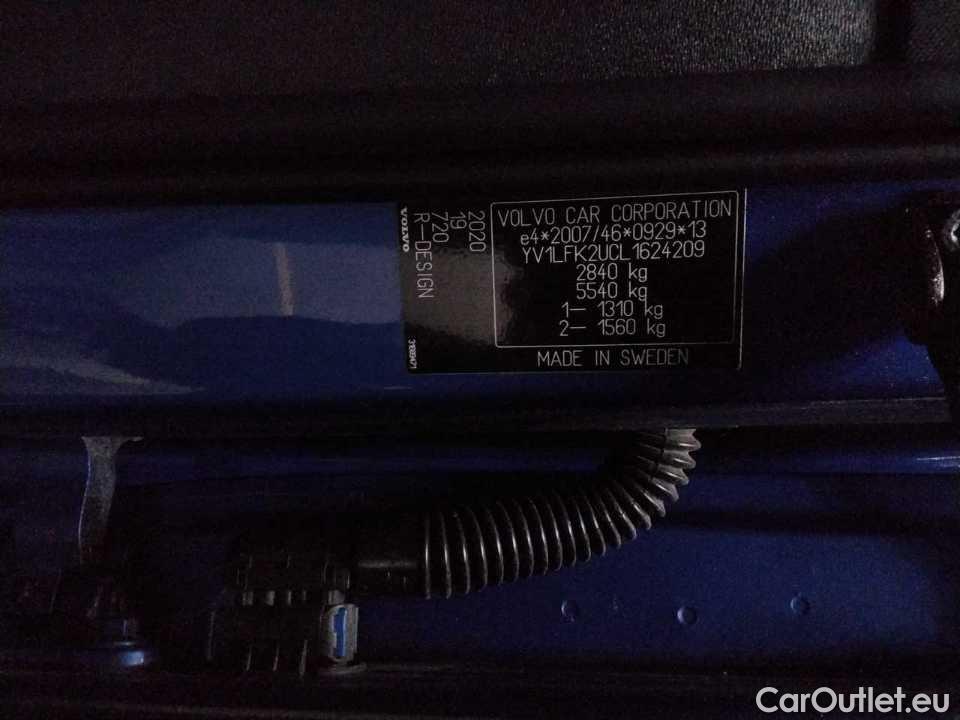 VOLVO CAR CORPORATION
e4*2007/46*0929*13
YV1LFK2UCL1624209
2840 kg
5540 kg
1– 1310 kg
2– 1560 kg
MADE IN SWEDEN
2020
19
720
R–DESIGN
VOLVO
CarOutlet.eu